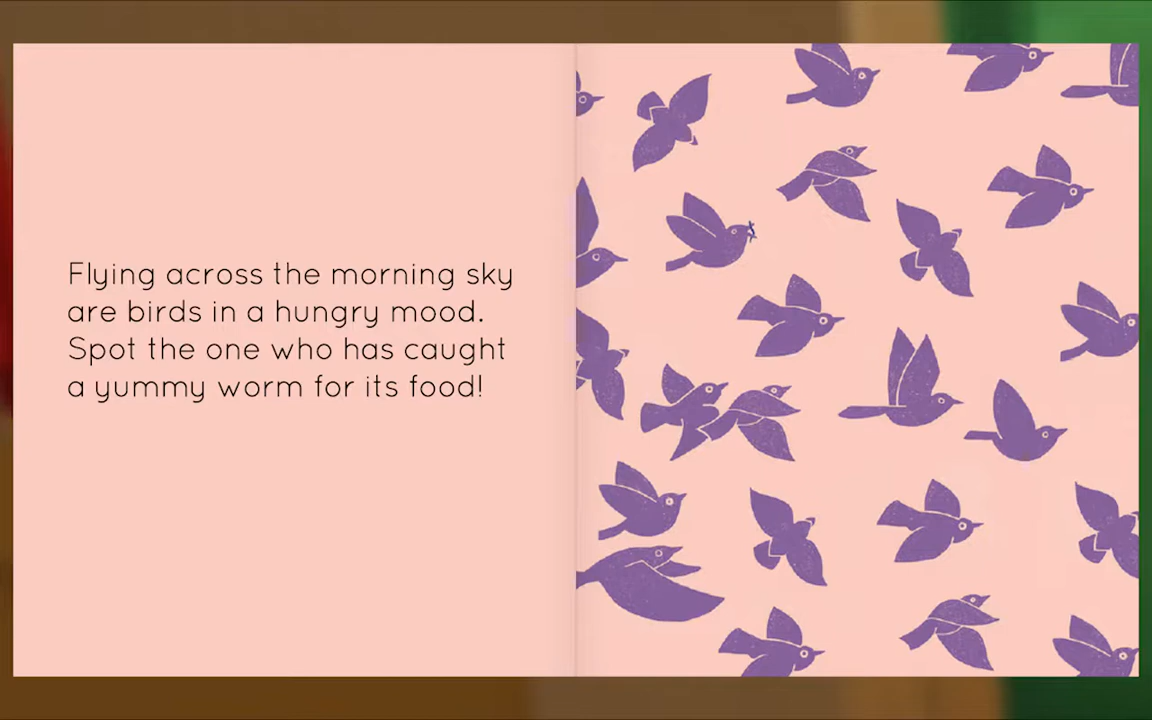 Flying across the morning sky
are birds in a hungry mood.
Spot the one who has caught
a yummy worm for its food!